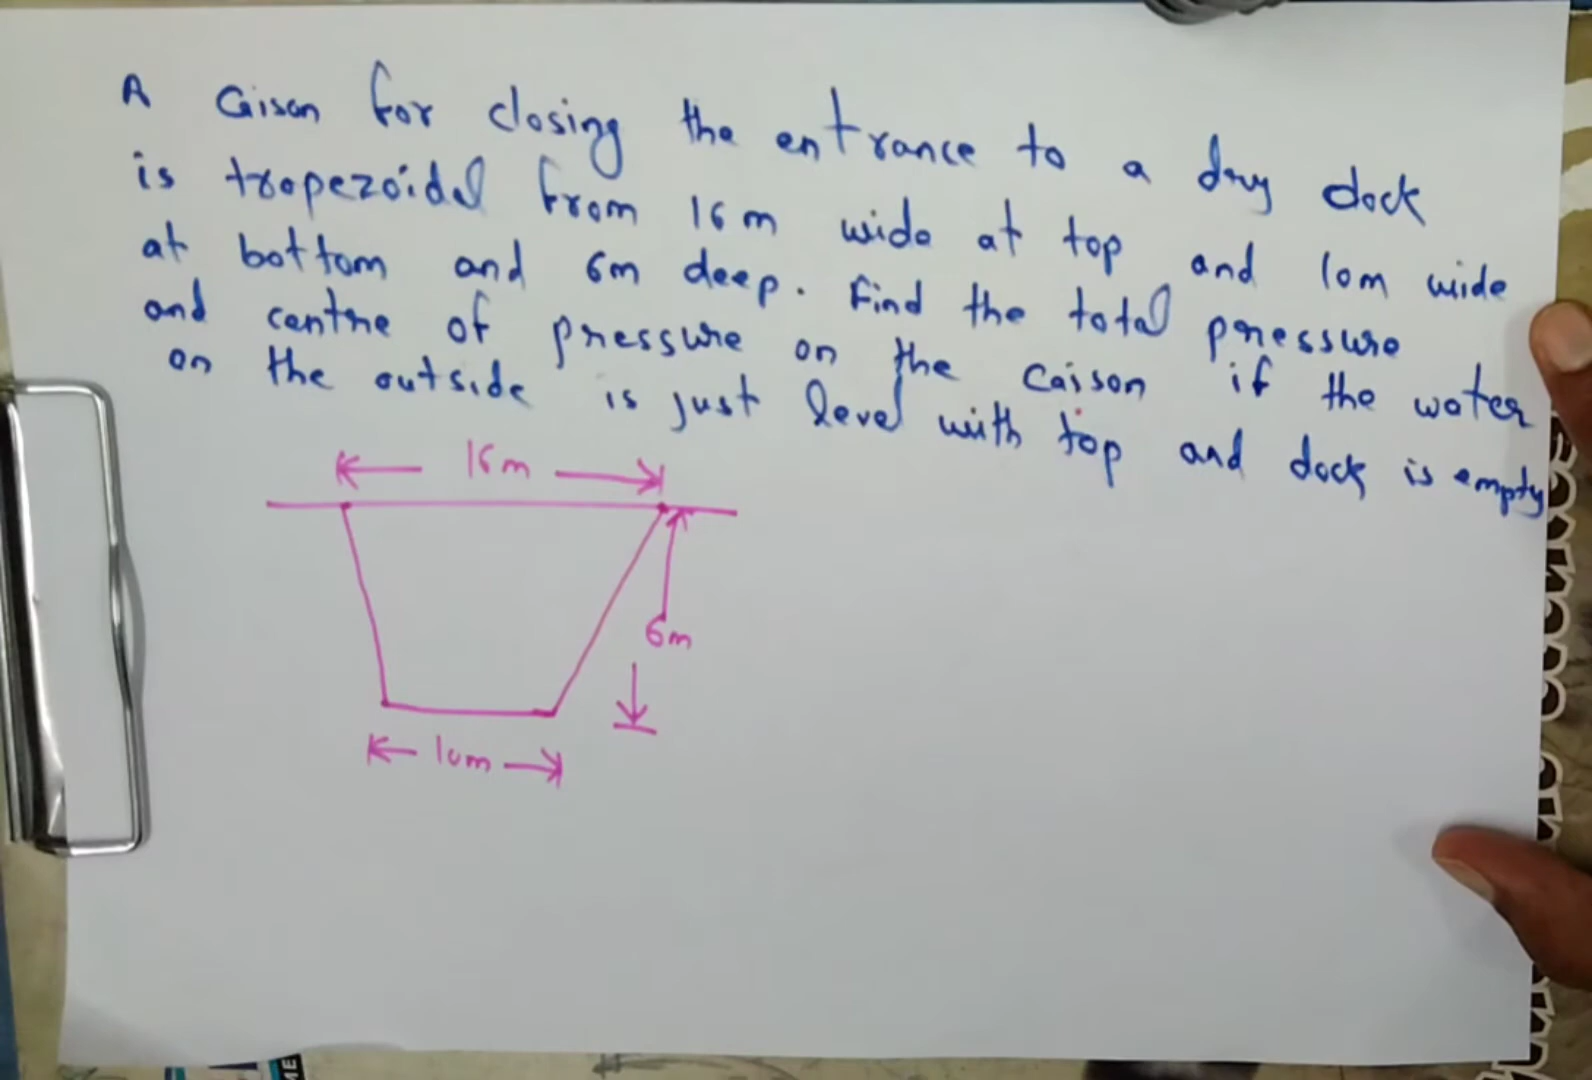 A Caison for closing the entrance to a dry dock
is tropezoidal from 16m wide at top and 10m wide
at bottom and 6m deep. Find the total pressure
and centre of pressure on the Caison if the water
on the outside is just level with top and dock is empty
16m
6m
10m